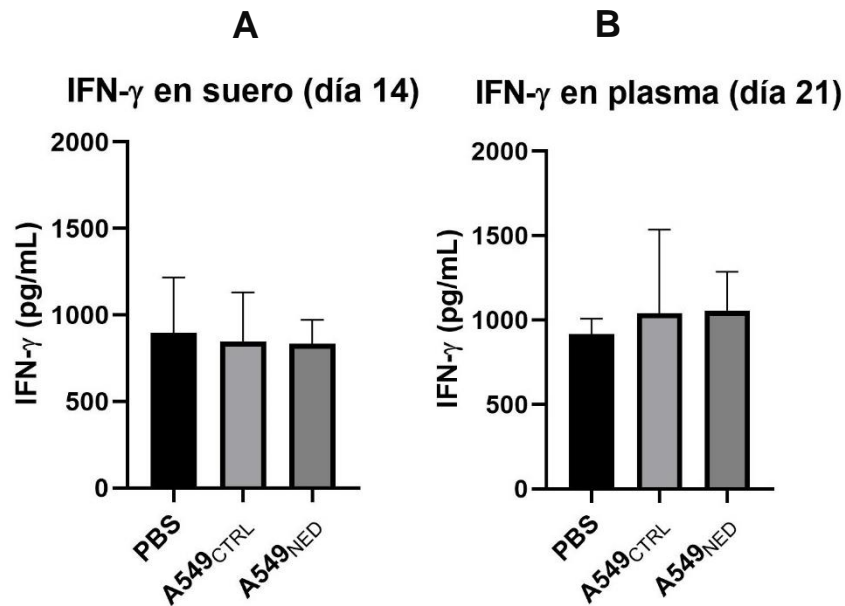 A
IFN-γ en suero (día 14)
IFN-γ (pg/mL)
2000
1500
1000
500
0
PBS
A549CTRL
A549NED
B
IFN-γ en plasma (día 21)
IFN-γ (pg/mL)
2000
1500
1000
500
0
PBS
A549CTRL
A549NED